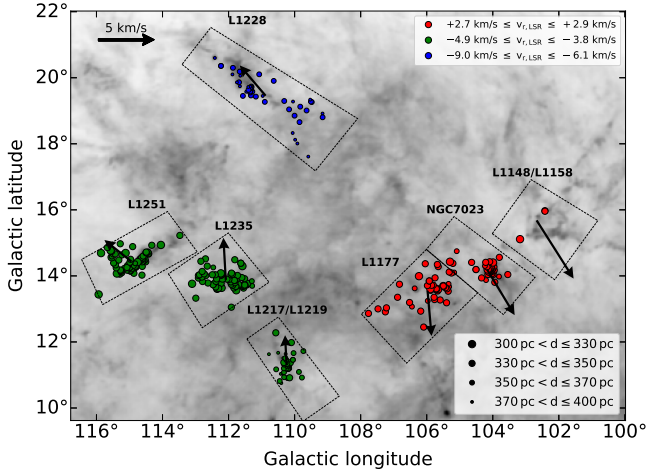 L1228
5 km/s
+2.7 km/s ≤ v r, LSR ≤ +2.9 km/s
−4.9 km/s ≤ v r, LSR ≤ −3.8 km/s
−9.0 km/s ≤ v r, LSR ≤ −6.1 km/s
22°
20°
18°
16°
14°
12°
10°
Galactic latitude
L1148/L1158
L1251
NGC7023
L1235
L1177
L1217/L1219
300 pc < d ≤ 330 pc
330 pc < d ≤ 350 pc
350 pc < d ≤ 370 pc
370 pc < d ≤ 400 pc
116° 114° 112° 110° 108° 106° 104° 102° 100°
Galactic longitude